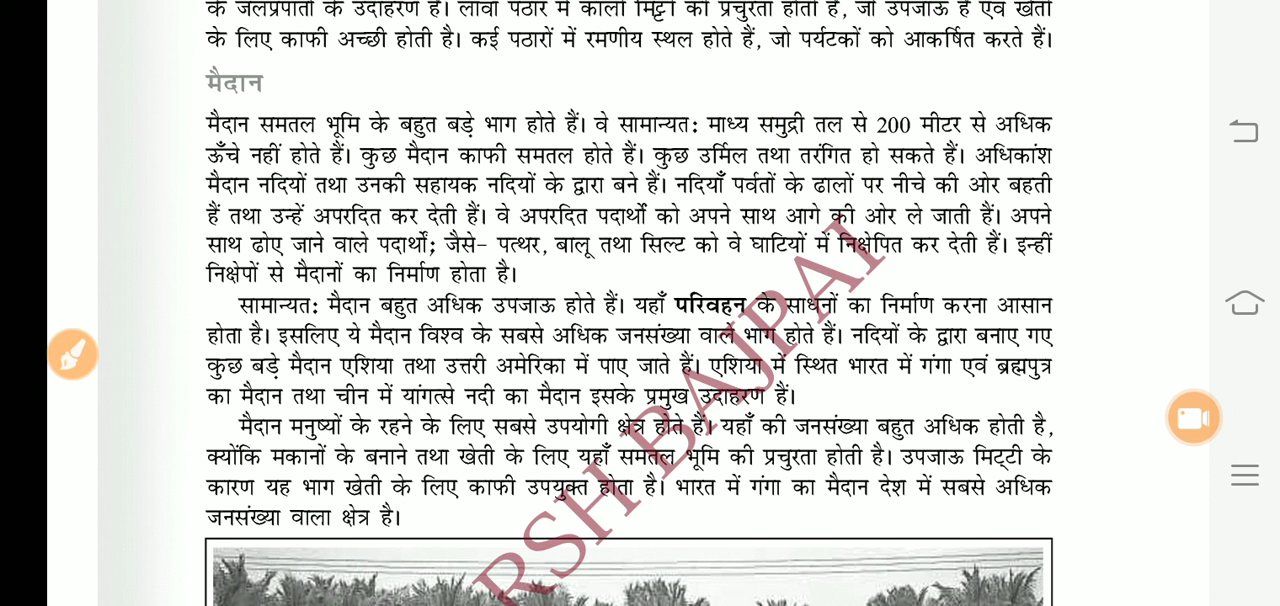 के जलप्रपातों के उदाहरण हैं। लावा पठार में काली मिट्टी की प्रचुरता होती है, जो उपजाऊ है एवं खेती
के लिए काफी अच्छी होती है। कई पठारों में रमणीय स्थल होते हैं, जो पर्यटकों को आकर्षित करते हैं।
मैदान
मैदान समतल भूमि के बहुत बड़े भाग होते हैं। वे सामान्यत: माध्य समुद्री तल से 200 मीटर से अधिक
ऊँचे नहीं होते हैं। कुछ मैदान काफी समतल होते हैं। कुछ उर्मिल तथा तरंगित हो सकते हैं। अधिकांश
मैदान नदियों तथा उनकी सहायक नदियों के द्वारा बने हैं। नदियाँ पर्वतों के ढालों पर नीचे की ओर बहती
हैं तथा उन्हें अपरदित कर देती हैं। वे अपरदित पदार्थों को अपने साथ आगे की ओर ले जाती हैं। अपने
साथ ढोए जाने वाले पदार्थों; जैसे- पत्थर, बालू तथा सिल्ट को वे घाटियों में निक्षेपित कर देती हैं। इन्हीं
निक्षेपों से मैदानों का निर्माण होता है।
सामान्यत: मैदान बहुत अधिक उपजाऊ होते हैं। यहाँ परिवहन के साधनों का निर्माण करना आसान
होता है। इसलिए ये मैदान विश्व के सबसे अधिक जनसंख्या वाले भाग होते हैं। नदियों के द्वारा बनाए गए
कुछ बड़े मैदान एशिया तथा उत्तरी अमेरिका में पाए जाते हैं। एशिया में स्थित भारत में गंगा एवं ब्रह्मपुत्र
का मैदान तथा चीन में यांगत्से नदी का मैदान इसके प्रमुख उदाहरण हैं।
मैदान मनुष्यों के रहने के लिए सबसे उपयोगी क्षेत्र होते हैं। यहाँ की जनसंख्या बहुत अधिक होती है,
क्योंकि मकानों के बनाने तथा खेती के लिए यहाँ समतल भूमि की प्रचुरता होती है। उपजाऊ मिट्टी के
कारण यह भाग खेती के लिए काफी उपयुक्त होता है। भारत में गंगा का मैदान देश में सबसे अधिक
जनसंख्या वाला क्षेत्र है।
RSH BAJPAI